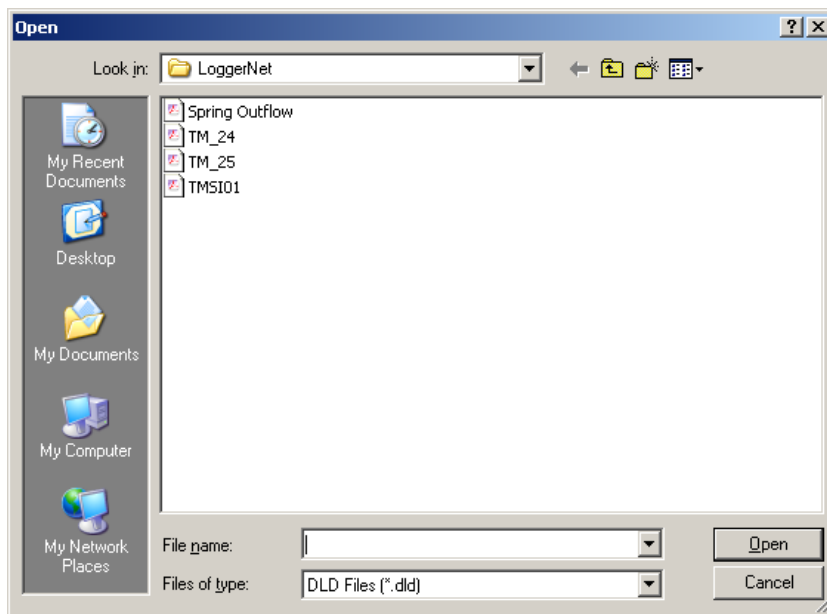 Open
Look in: LoggerNet
My Recent
Documents
Desktop
My Documents
My Computer
My Network
Places
Spring Outflow
TM_24
TM_25
TMSI01
File name:
Open
Files of type: DLD Files (*.dld)
Cancel